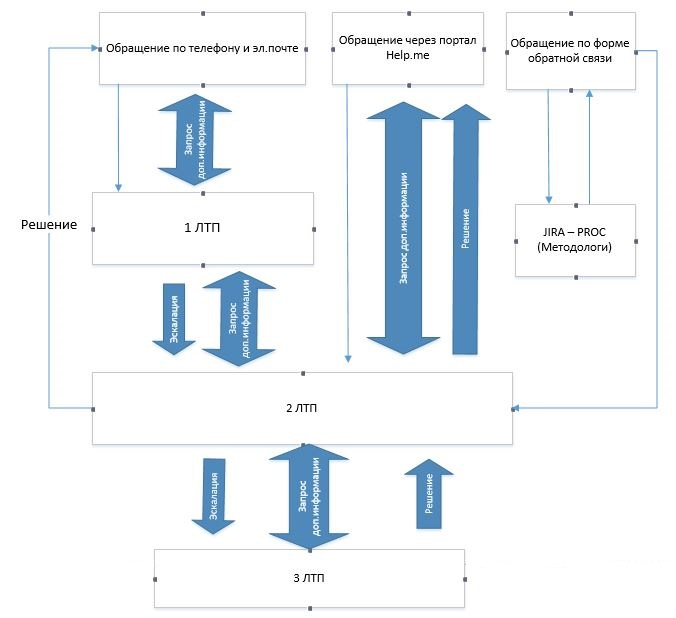 Обращение по телефону и эл.почте
Обращение через портал
Help.me
Обращение по форме
обратной связи
Запрос
доп.информации
Запрос доп.информации
Решение
1 ЛТП
Решение
JIRA – PROC
(Методологи)
Эскалация
Запрос
доп.информации
2 ЛТП
Эскалация
Запрос
доп.информации
Решение
3 ЛТП